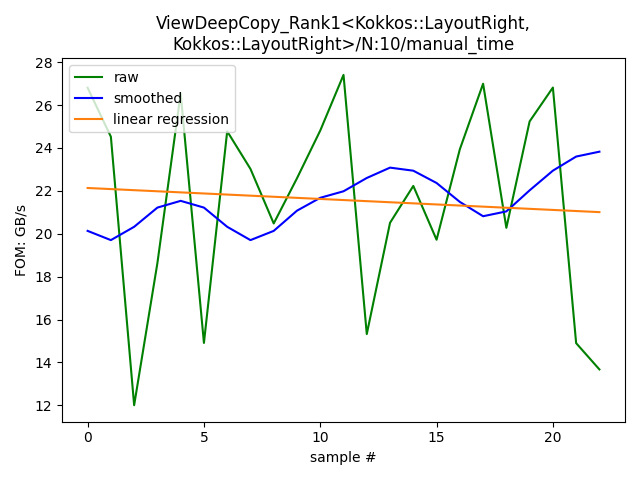 ViewDeepCopy_Rank1<Kokkos::LayoutRight,
Kokkos::LayoutRight>/N:10/manual_time
raw
smoothed
linear regression
FOM: GB/s
28
26
24
22
20
18
16
14
12
0
5
10
15
20
sample #